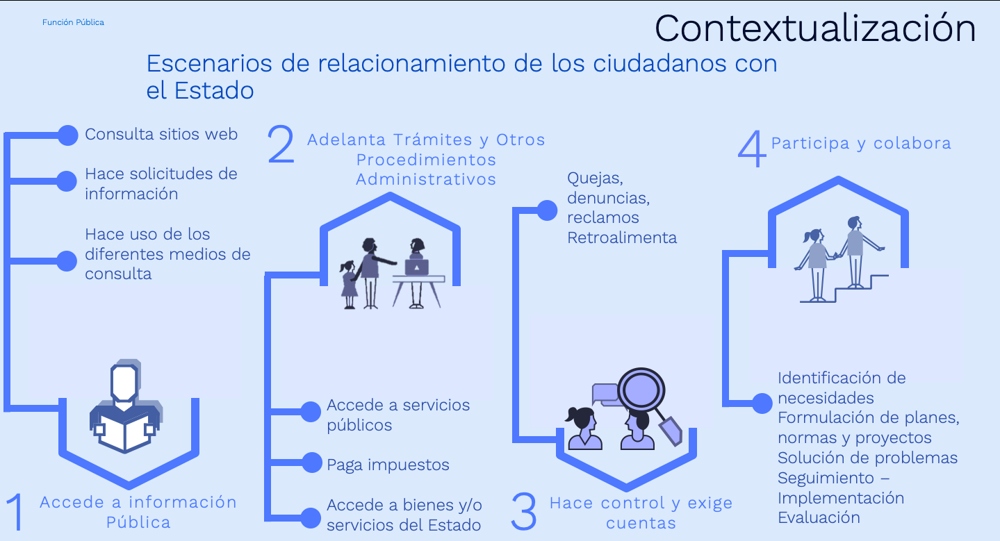 Función Pública
Contextualización
Escenarios de relacionamiento de los ciudadanos con
el Estado
Consulta sitios web
Hace solicitudes de
información
Hace uso de los
diferentes medios de
consulta
1
Accede a información
Pública
2
Adelanta Trámites y Otros
Procedimientos
Administrativos
Accede a servicios
públicos
Paga impuestos
Accede a bienes y/o
servicios del Estado
Quejas,
denuncias,
reclamos
Retroalimenta
3
Hace control y exige
cuentas
4
Participa y colabora
Identificación de
necesidades
Formulación de planes,
normas y proyectos
Solución de problemas
Seguimiento –
Implementación
Evaluación